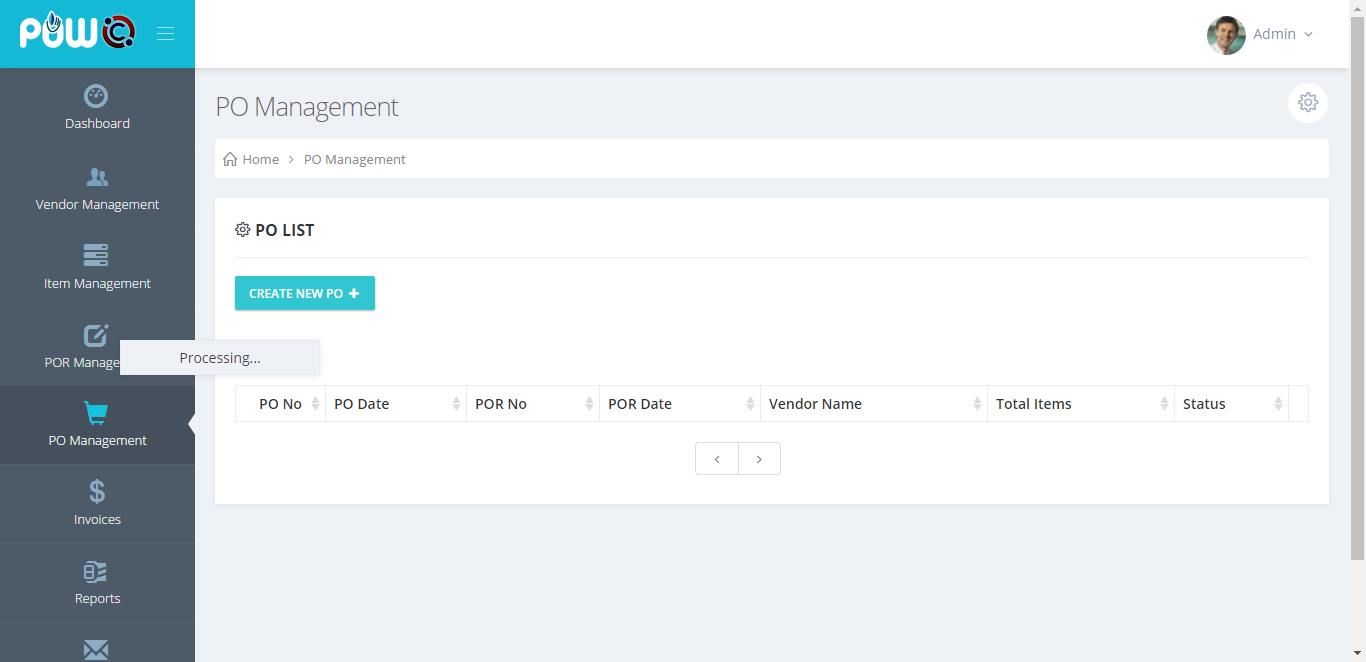 POW
Admin
Dashboard
Vendor Management
Item Management
POR Manage
PO Management
Invoices
Reports
PO Management
Home > PO Management
PO LIST
CREATE NEW PO +
Processing...
PO No PO Date POR No POR Date Vendor Name Total Items Status